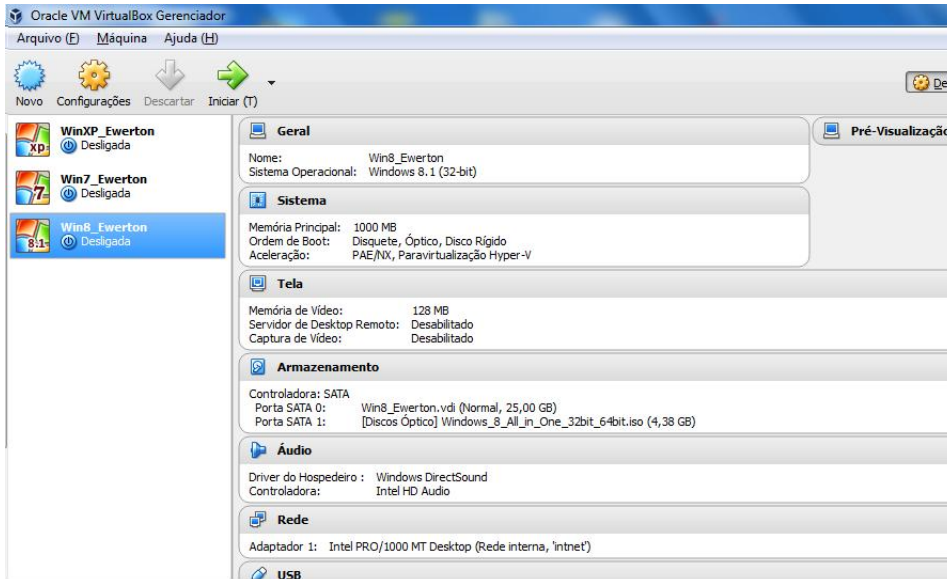 Oracle VM VirtualBox Gerenciador
Arquivo (F) Máquina Ajuda (H)
Novo Configurações Descartar Iniciar (T)
WinXP_Ewerton
Desligada
Win7_Ewerton
Desligada
Win8_Ewerton
Desligada
Geral
Nome: Win8_Ewerton
Sistema Operacional: Windows 8.1 (32-bit)
Sistema
Memória Principal: 1000 MB
Ordem de Boot: Disquete, Óptico, Disco Rígido
Aceleração: PAE/NX, Paravirtualização Hyper-V
Tela
Memória de Vídeo: 128 MB
Servidor de Desktop Remoto: Desabilitado
Captura de Vídeo: Desabilitado
Armazenamento
Controladora: SATA
Porta SATA 0: Win8_Ewerton.vdi (Normal, 25,00 GB)
Porta SATA 1: [Discos Óptico] Windows_8_All_in_One_32bit_64bit.iso (4,38 GB)
Áudio
Driver do Hospedeiro : Windows DirectSound
Controladora: Intel HD Audio
Rede
Adaptador 1: Intel PRO/1000 MT Desktop (Rede interna, 'intnet')
USB
De
Pré-Visualização